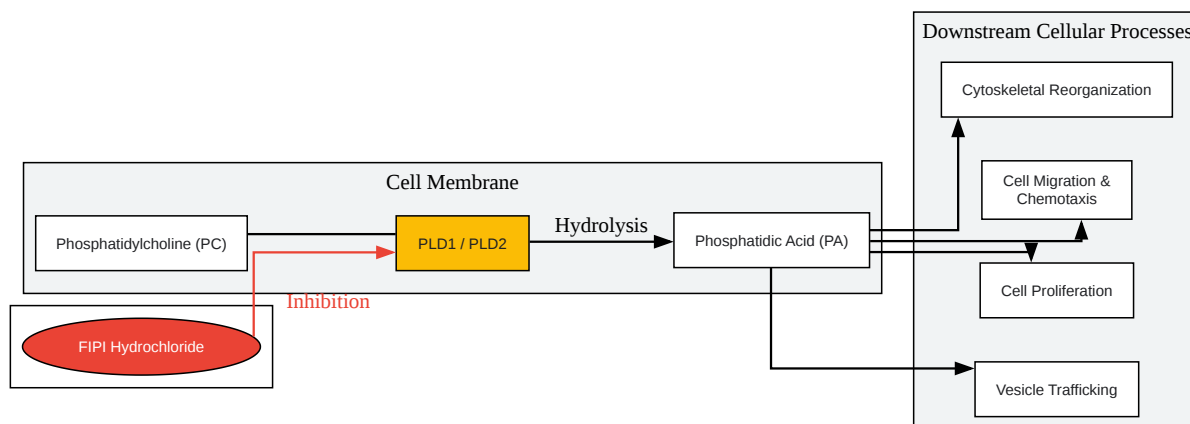 Downstream Cellular Processes
Cytoskeletal Reorganization
Cell Membrane
Cell Migration &
Chemotaxis
Phosphatidylcholine (PC)
PLD1 / PLD2
Hydrolysis
Phosphatidic Acid (PA)
Cell Proliferation
Inhibition
FIPI Hydrochloride
Vesicle Trafficking